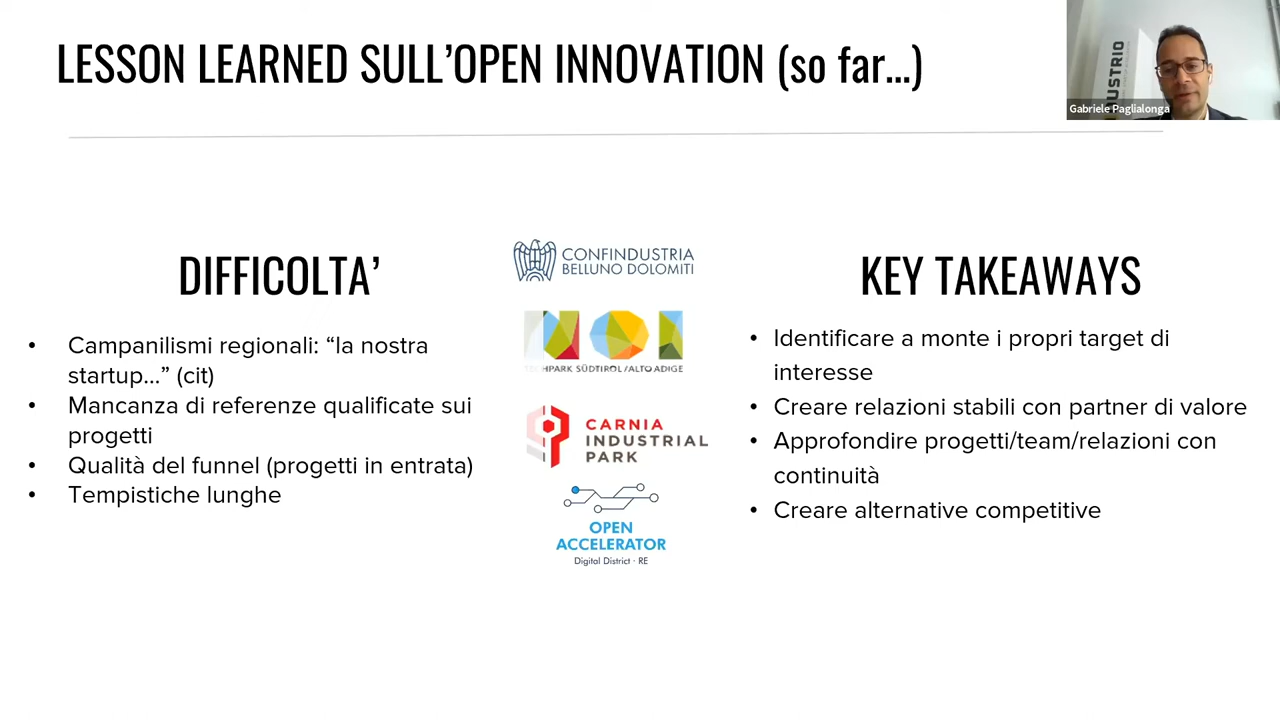 LESSON LEARNED SULL’OPEN INNOVATION (so far...)
USTRIO
Gabriele Paglialonga
DIFFICOLTA’
• Campanilismi regionali: “la nostra
startup...” (cit)
• Mancanza di referenze qualificate sui
progetti
• Qualità del funnel (progetti in entrata)
• Tempistiche lunghe
CONFINDUSTRIA
BELLUNO DOLOMITI
NOI
TECHPARK SÜDTIROL/ALTO ADIGE
CARNIA
INDUSTRIAL
PARK
OPEN
ACCELERATOR
Digital District · RE
KEY TAKEAWAYS
• Identificare a monte i propri target di
interesse
• Creare relazioni stabili con partner di valore
• Approfondire progetti/team/relazioni con
continuità
• Creare alternative competitive